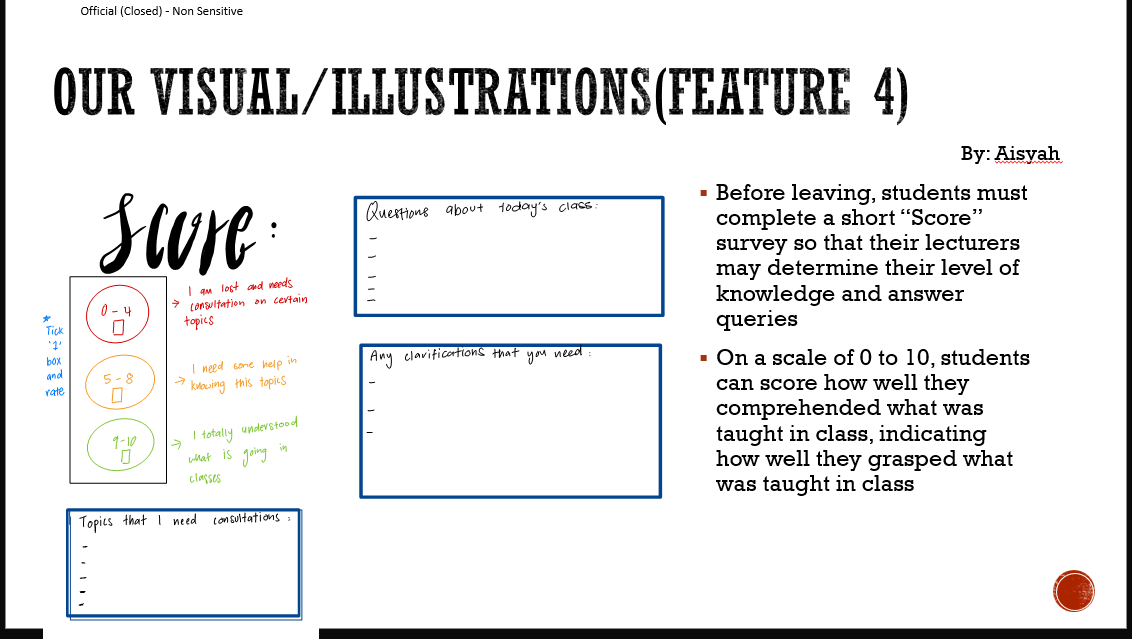 Official (Closed) - Non Sensitive
OUR VISUAL/ILLUSTRATIONS(FEATURE 4)
By: Aisyah
Score:
* Tick
'1'
box
and
rate
0-4
→ I am lost and needs
consultation on certain
topics
5-8
→ I need some help in
knowing this topics
9-10
→ I totally understood
what is going in
classes
Topics that I need consultations:
-
-
-
-
-
Questions about today's class:
-
-
-
-
-
Any clarifications that you need:
-
-
-
▪ Before leaving, students must
complete a short “Score”
survey so that their lecturers
may determine their level of
knowledge and answer
queries
▪ On a scale of 0 to 10, students
can score how well they
comprehended what was
taught in class, indicating
how well they grasped what
was taught in class